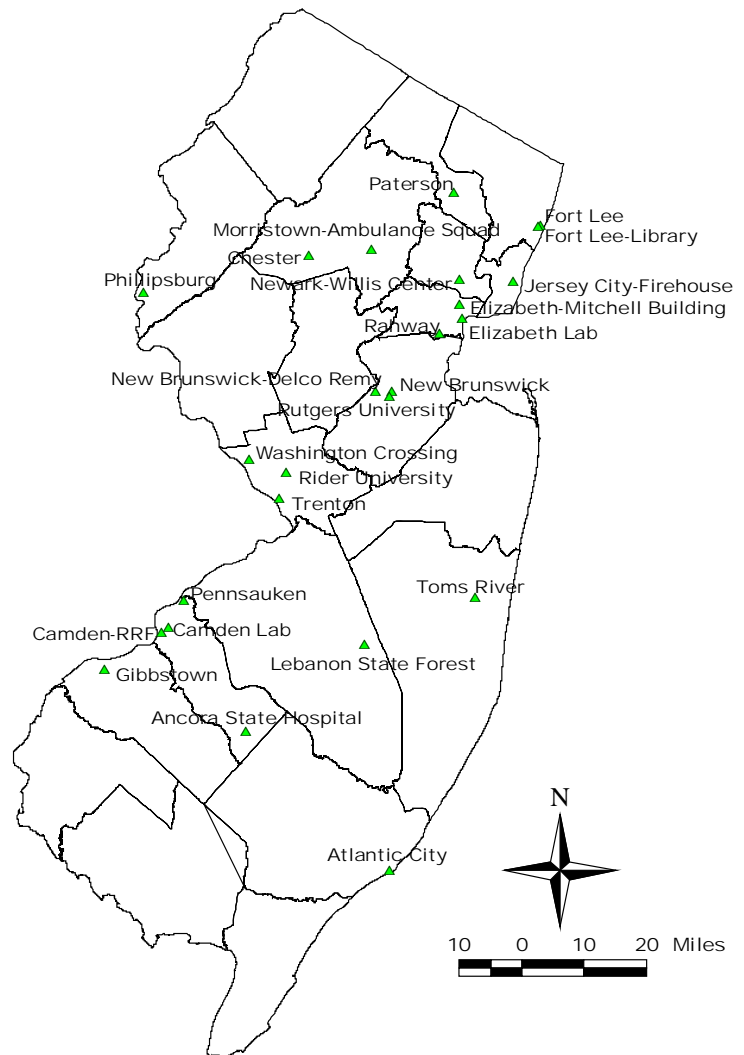 Paterson
Fort Lee
Fort Lee-Library
Morristown-Ambulance Squad
Chester
Phillipsburg
Newark-Willis Center
Jersey City-Firehouse
Elizabeth-Mitchell Building
Rahway
Elizabeth Lab
New Brunswick-Delco Remy
New Brunswick
Rutgers University
Washington Crossing
Rider University
Trenton
Toms River
Pennsauken
Camden-RRF
Camden Lab
Lebanon State Forest
Gibbstown
Ancora State Hospital
N
Atlantic City
10 0 10 20 Miles